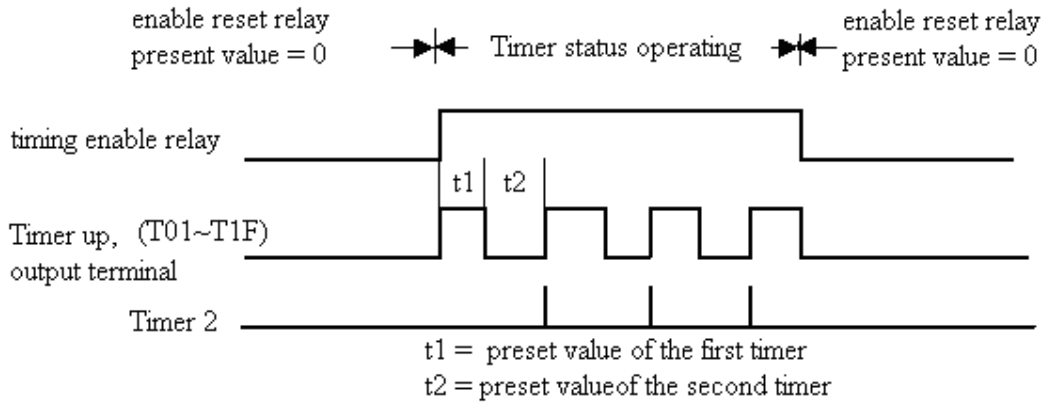 enable reset relay
present value = 0
Timer status operating
enable reset relay
present value = 0
timing enable relay
t1
t2
Timer up, (T01~T1F)
output terminal
Timer 2
t1 = preset value of the first timer
t2 = preset valueof the second timer